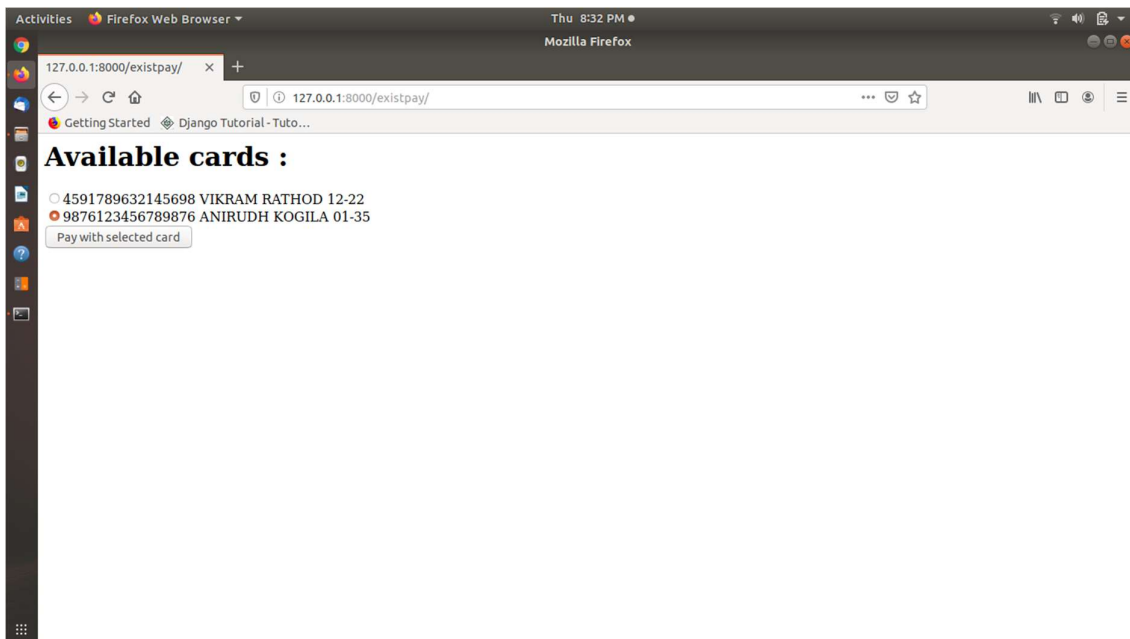 Activities Firefox Web Browser Thu 8:32 PM
Mozilla Firefox
127.0.0.1:8000/existpay/
127.0.0.1:8000/existpay/
Getting Started Django Tutorial - Tuto...
Available cards :
4591789632145698 VIKRAM RATHOD 12-22
9876123456789876 ANIRUDH KOGILA 01-35
Pay with selected card